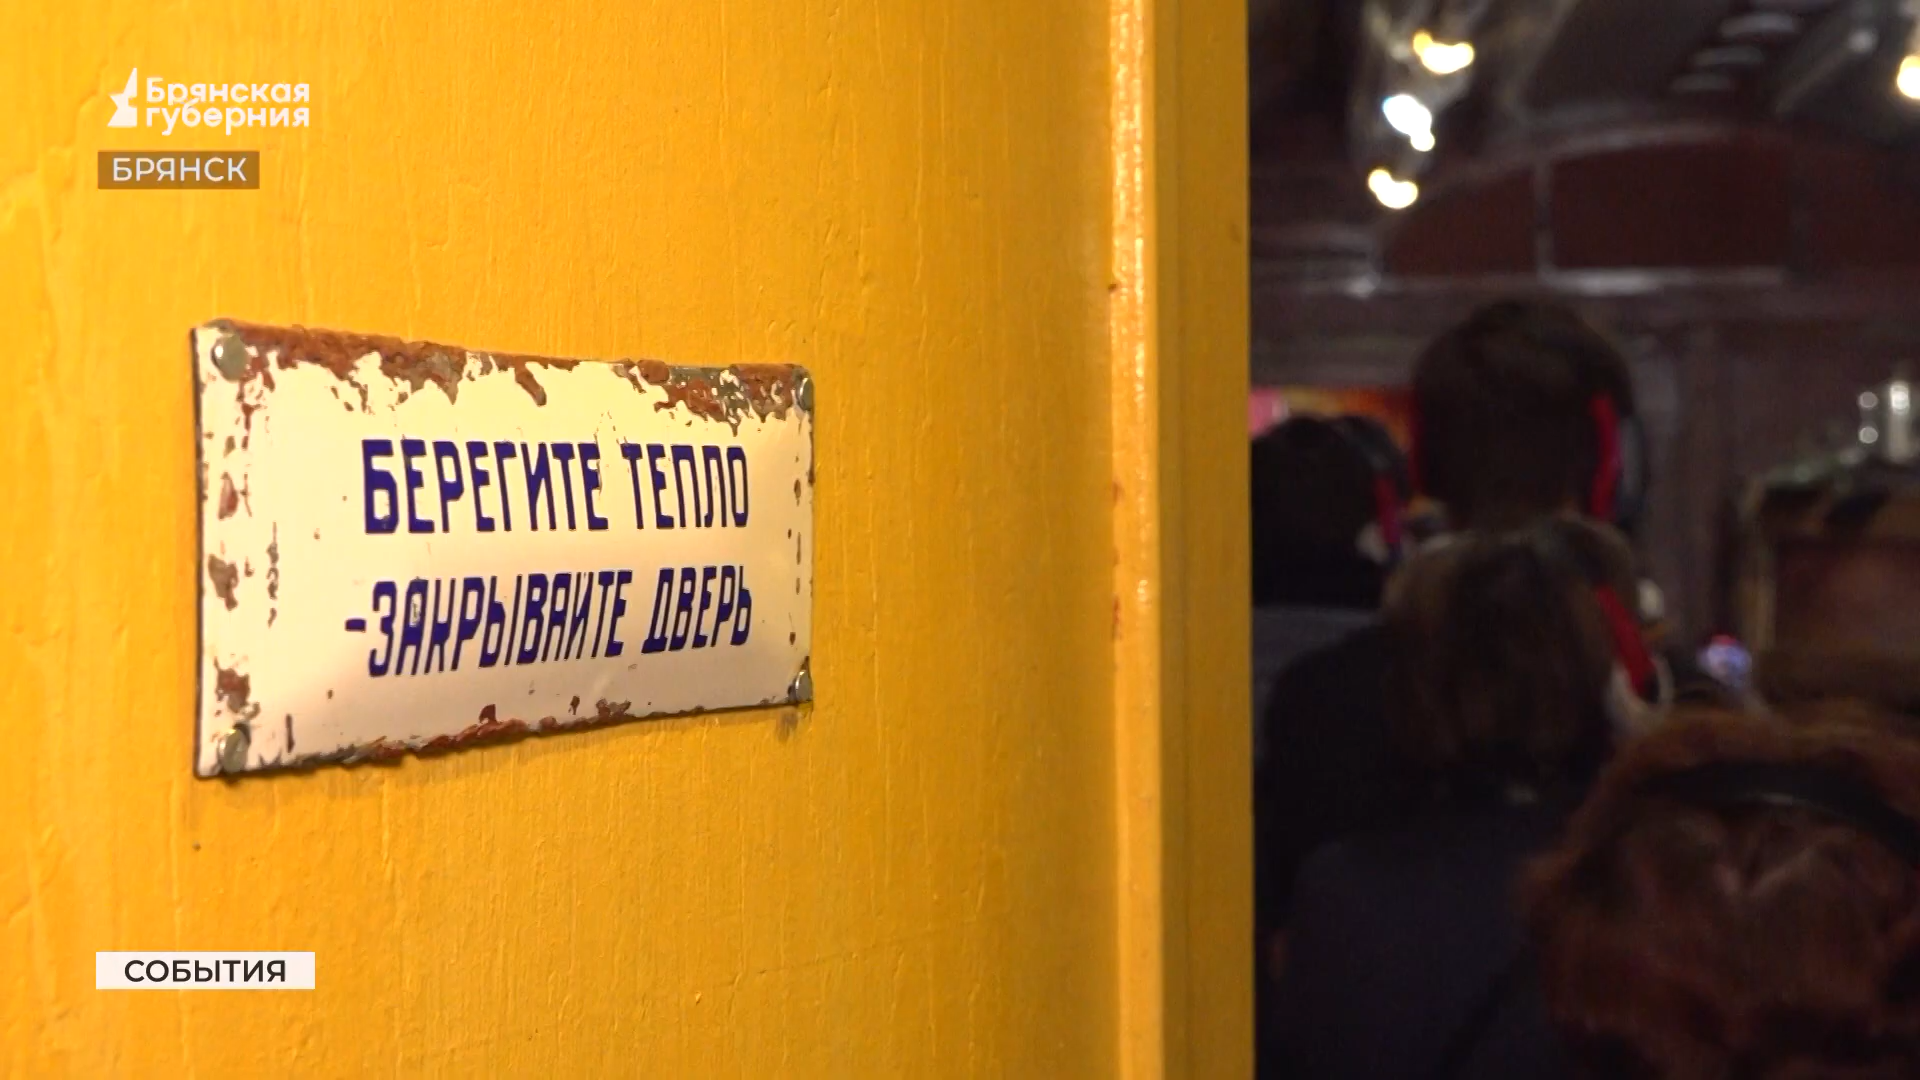 Брянская
губерния
БРЯНСК
БЕРЕГИТЕ ТЕПЛО
-ЗАКРЫВАЙТЕ ДВЕРЬ
СОБЫТИЯ